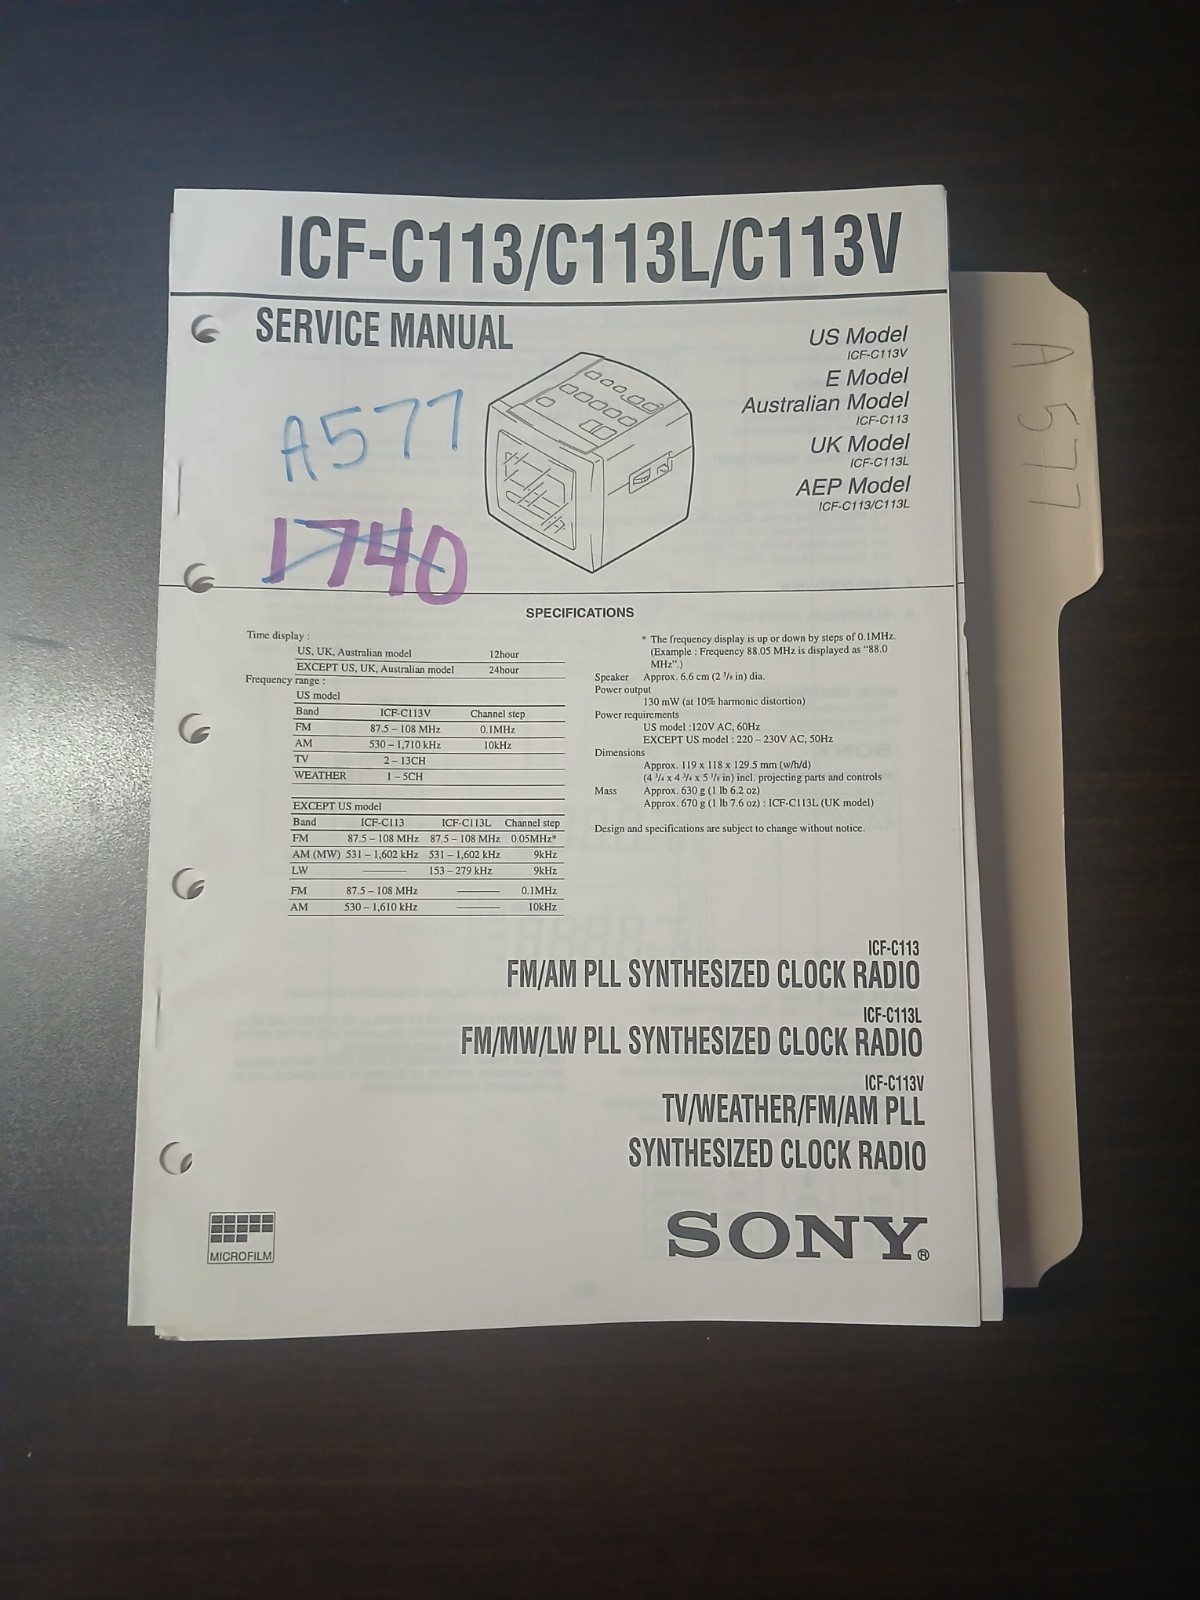 ICF-C113/C113L/C113V
SERVICE MANUAL
US Model
ICF-C113V
E Model
Australian Model
ICF-C113
UK Model
ICF-C113L
AEP Model
ICF-C113/C113L
A577
1740
A 577
SPECIFICATIONS
Time display :
US, UK, Australian model 12hour
EXCEPT US, UK, Australian model 24hour
Frequency range :
US model
Band ICF-C113V Channel step
FM 87.5 – 108 MHz 0.1MHz
AM 530 – 1,710 kHz 10kHz
TV 2 – 13CH
WEATHER 1 – 5CH
EXCEPT US model
Band ICF-C113 ICF-C113L Channel step
FM 87.5 – 108 MHz 87.5 – 108 MHz 0.05MHz*
AM (MW) 531 – 1,602 kHz 531 – 1,602 kHz 9kHz
LW ——— 153 – 279 kHz 9kHz
FM 87.5 – 108 MHz ——— 0.1MHz
AM 530 – 1,610 kHz ——— 10kHz
* The frequency display is up or down by steps of 0.1MHz.
(Example : Frequency 88.05 MHz is displayed as “88.0
MHz”.)
Speaker Approx. 6.6 cm (2 5/8 in) dia.
Power output
130 mW (at 10% harmonic distortion)
Power requirements
US model :120V AC, 60Hz
EXCEPT US model : 220 – 230V AC, 50Hz
Dimensions
Approx. 119 x 118 x 129.5 mm (w/h/d)
(4 3/4 x 4 3/4 x 5 1/8 in) incl. projecting parts and controls
Mass Approx. 630 g (1 lb 6.2 oz)
Approx. 670 g (1 lb 7.6 oz) : ICF-C113L (UK model)
Design and specifications are subject to change without notice.
ICF-C113
FM/AM PLL SYNTHESIZED CLOCK RADIO
ICF-C113L
FM/MW/LW PLL SYNTHESIZED CLOCK RADIO
ICF-C113V
TV/WEATHER/FM/AM PLL
SYNTHESIZED CLOCK RADIO
MICROFILM
SONY®